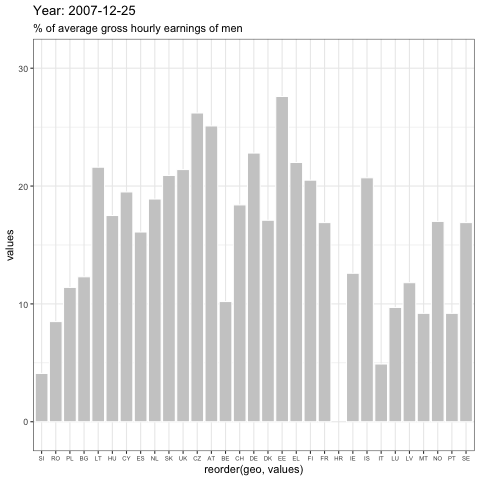 Year: 2007-12-25
% of average gross hourly earnings of men
values
30
20
10
0
SI RO PL BG LT HU CY ES NL SK UK CZ AT BE CH DE DK EE EL FI FR HR IE IS IT LU LV MT NO PT SE
reorder(geo, values)